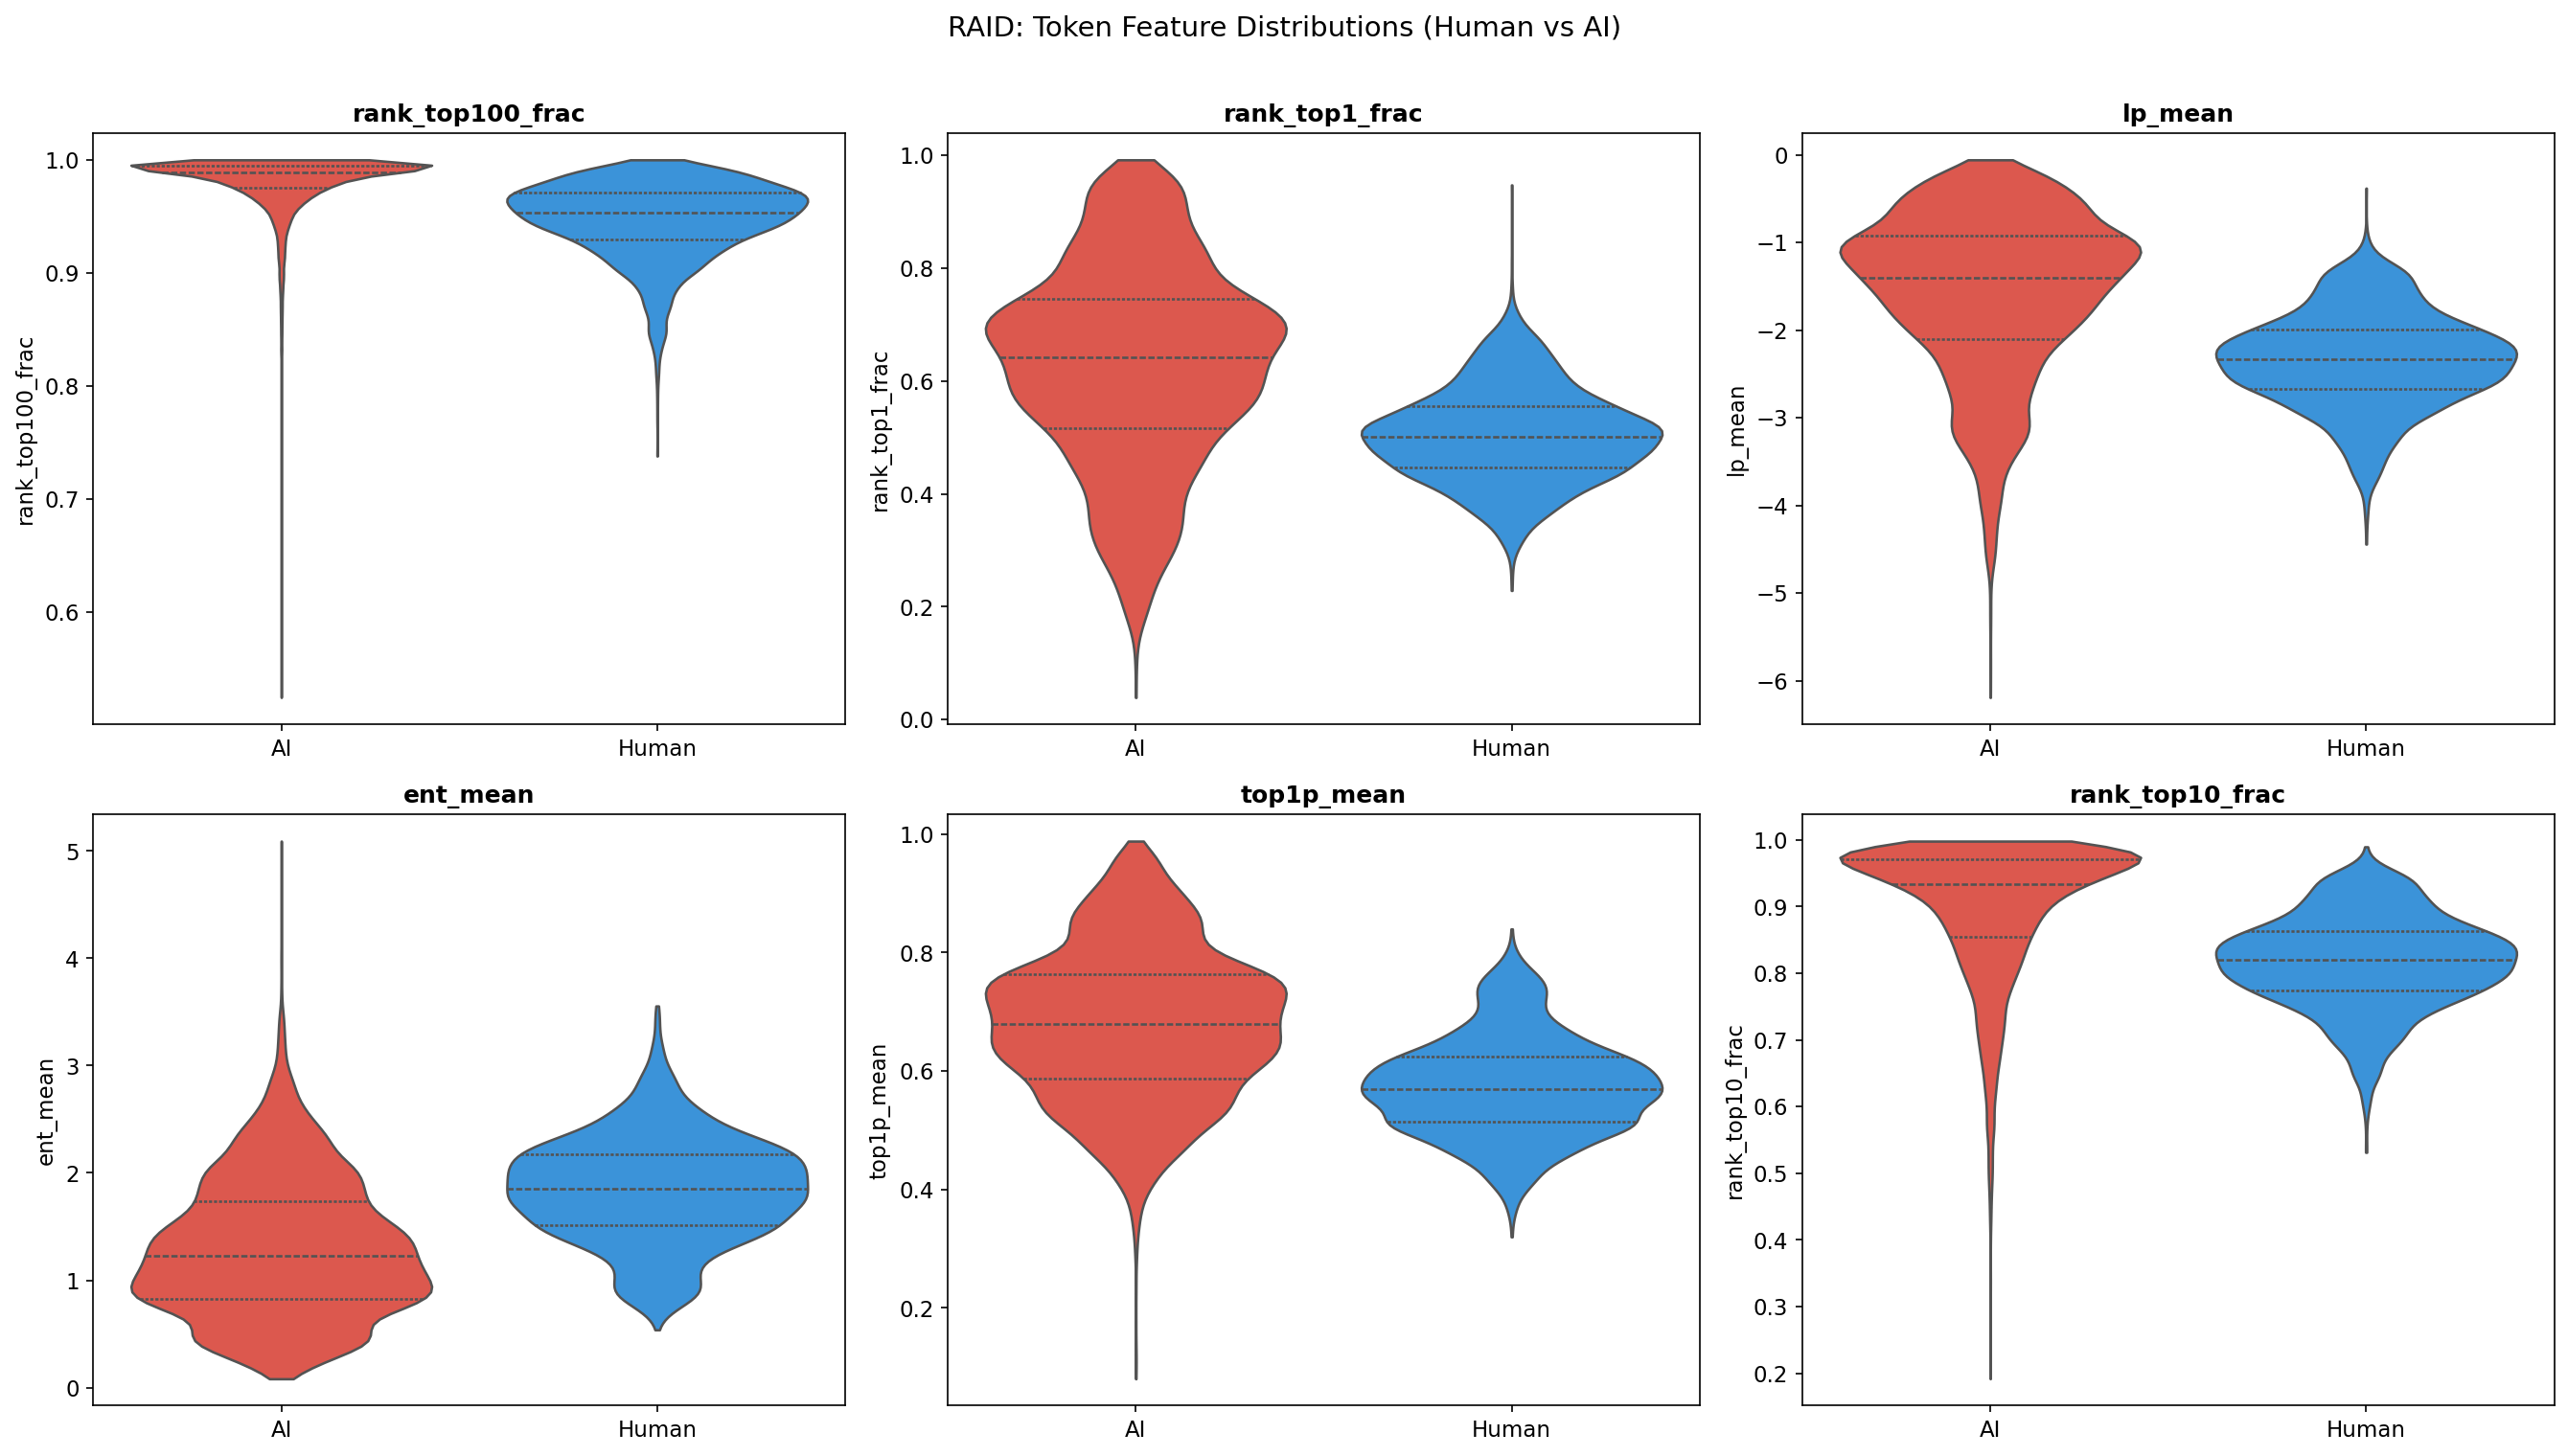 RAID: Token Feature Distributions (Human vs AI)
rank_top100_frac
rank_top100_frac
1.0
0.9
0.8
0.7
0.6
AI
Human
rank_top1_frac
rank_top1_frac
1.0
0.8
0.6
0.4
0.2
0.0
AI
Human
lp_mean
lp_mean
0
−1
−2
−3
−4
−5
−6
AI
Human
ent_mean
ent_mean
5
4
3
2
1
0
AI
Human
top1p_mean
top1p_mean
1.0
0.8
0.6
0.4
0.2
AI
Human
rank_top10_frac
rank_top10_frac
1.0
0.9
0.8
0.7
0.6
0.5
0.4
0.3
0.2
AI
Human